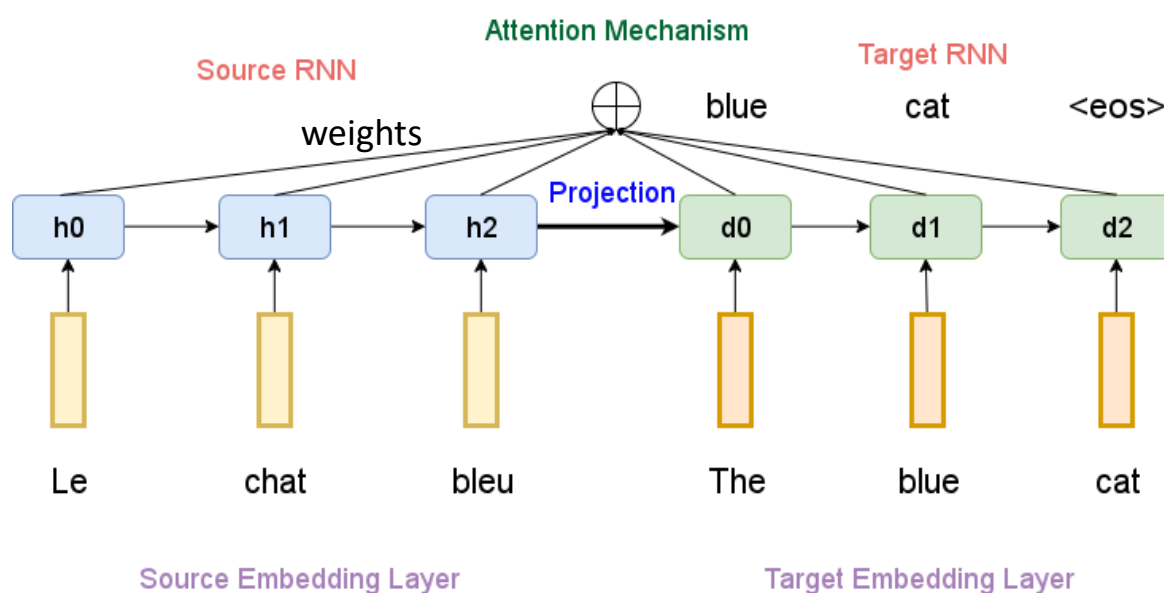 Attention Mechanism
Source RNN
Target RNN
blue cat <eos>
weights
Projection
h0 h1 h2 d0 d1 d2
Le chat bleu The blue cat
Source Embedding Layer Target Embedding Layer